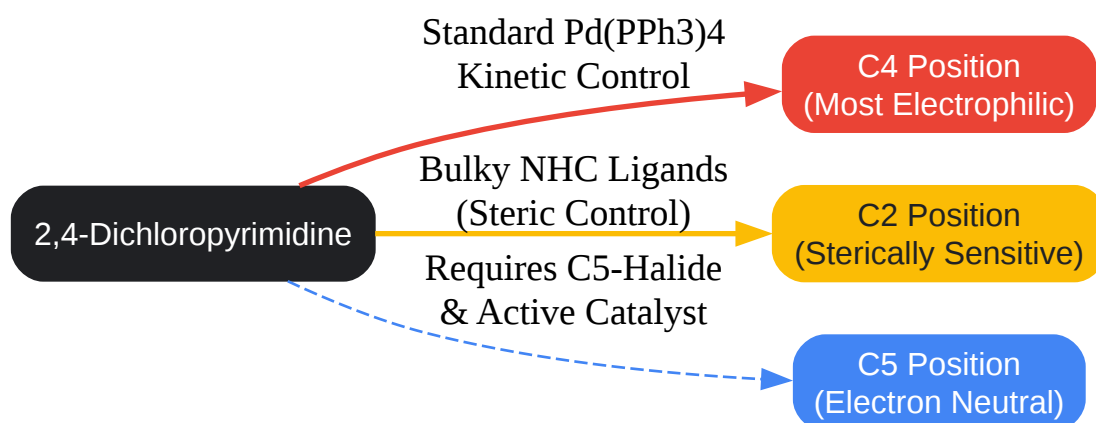 Standard Pd(PPh3)4
Kinetic Control
C4 Position
(Most Electrophilic)
2,4-Dichloropyrimidine
Bulky NHC Ligands
(Steric Control)
C2 Position
(Sterically Sensitive)
Requires C5-Halide
& Active Catalyst
C5 Position
(Electron Neutral)